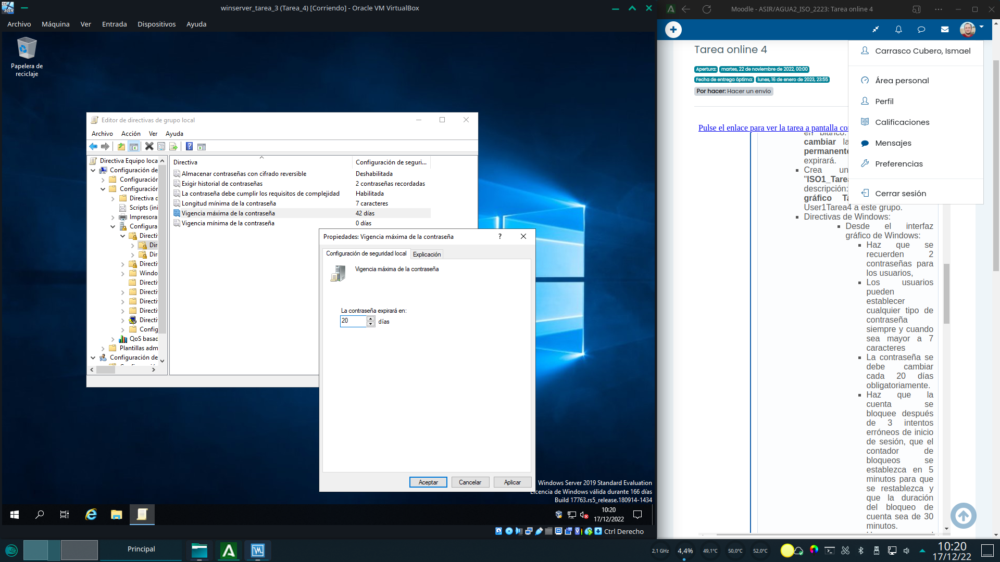 winserver_tarea_3 (Tarea_4) [Corriendo] - Oracle VM VirtualBox
Archivo Máquina Ver Entrada Dispositivos Ayuda
Papelera de
reciclaje
Editor de directivas de grupo local
Archivo Acción Ver Ayuda
Directiva Equipo loca
Configuración de
Configuración
Configuración
Directiva d
Scripts (ini
Impresora
Configura
Directi
Dir
Dir
Directi
Windo
Directi
Directi
Directi
Directi
Directi
Config
QoS basad
Plantillas adm
Configuración de
Directiva Configuración de seguri...
Almacenar contraseñas con cifrado reversible Deshabilitada
Exigir historial de contraseñas 2 contraseñas recordadas
La contraseña debe cumplir los requisitos de complejidad Habilitada
Longitud mínima de la contraseña 7 caracteres
Vigencia máxima de la contraseña 42 días
Vigencia mínima de la contraseña 0 días
Propiedades: Vigencia máxima de la contraseña ?
Configuración de seguridad local Explicación
Vigencia máxima de la contraseña
La contraseña expirará en:
20 días
Aceptar Cancelar Aplicar
Windows Server 2019 Standard Evaluation
Licencia de Windows válida durante 166 días
Build 17763.rs5_release.180914-1434
10:20
17/12/2022
Ctrl Derecho
Moodle - ASIR/AGUA2_ISO_2223: Tarea online 4
Tarea online 4
Apertura: martes, 22 de noviembre de 2022, 00:00
Fecha de entrega óptima: lunes, 16 de enero de 2023, 23:55
Por hacer: Hacer un envío
Carrasco Cubero, Ismael
Área personal
Perfil
Calificaciones
Mensajes
Preferencias
Cerrar sesión
Pulse el enlace para ver la tarea a pantalla co
en blanco.
cambiar la
permanente
expirará.
Crea un
"ISO1_Tarea
descripción:
gráfico Ta
User1Tarea4 a este grupo.
Directivas de Windows:
Desde el interfaz
gráfico de Windows:
Haz que se
recuerden 2
contraseñas para
los usuarios,
Los usuarios
pueden
establecer
cualquier tipo de
contraseña
siempre y cuando
sea mayor a 7
caracteres
La contraseña se
debe cambiar
cada 20 días
obligatoriamente.
Haz que la
cuenta se
bloquee después
de 3 intentos
erróneos de inicio
de sesión, que el
contador de
bloqueos se
establezca en 5
minutos para que
se restablezca y
que la duración
del bloqueo de
cuenta sea de 30
minutos.
Principal
2,1 GHz 4,4% 49,1°C 50,0°C 52,0°C
10:20
17/12/22